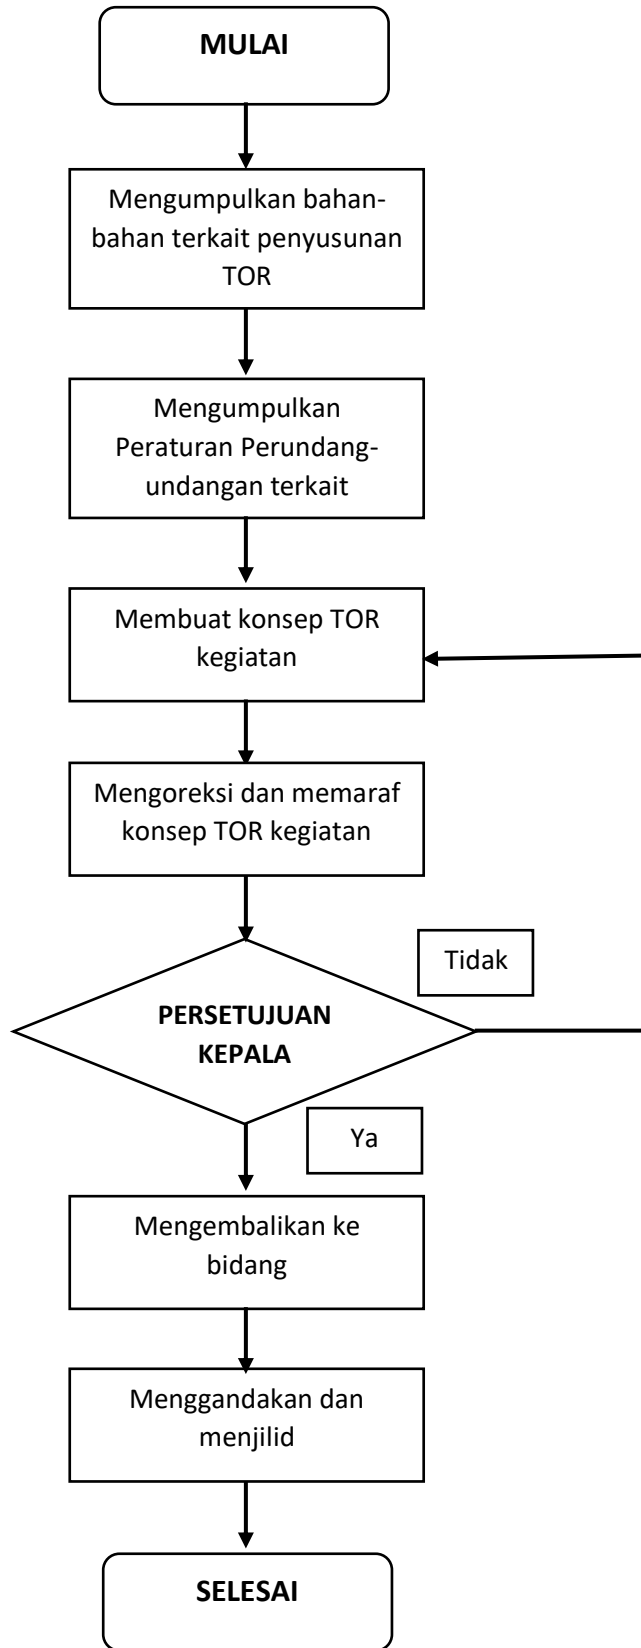 MULAI
Mengumpulkan bahan-
bahan terkait penyusunan
TOR
Mengumpulkan
Peraturan Perundang-
undangan terkait
Membuat konsep TOR
kegiatan
Mengoreksi dan memaraf
konsep TOR kegiatan
Tidak
PERSETUJUAN
KEPALA
Ya
Mengembalikan ke
bidang
Menggandakan dan
menjilid
SELESAI